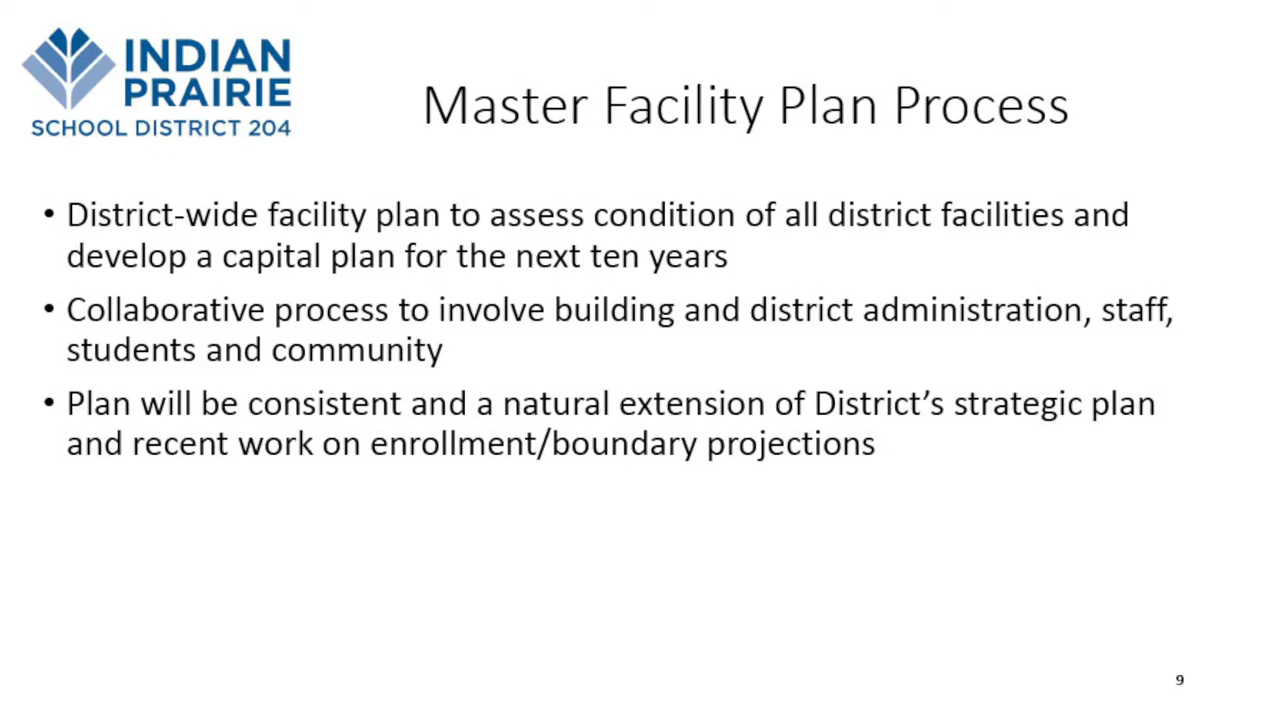 INDIAN
PRAIRIE
SCHOOL DISTRICT 204
Master Facility Plan Process
• District-wide facility plan to assess condition of all district facilities and
develop a capital plan for the next ten years
• Collaborative process to involve building and district administration, staff,
students and community
• Plan will be consistent and a natural extension of District’s strategic plan
and recent work on enrollment/boundary projections
9